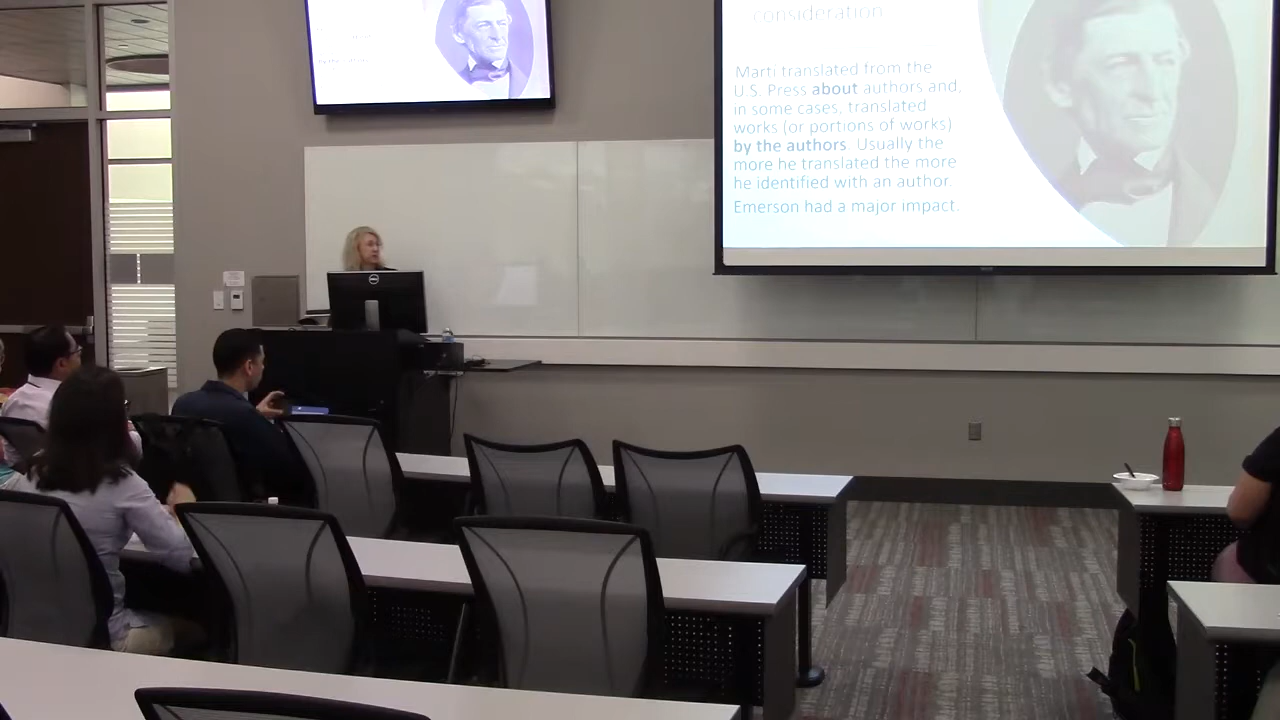 consideration
Marti translated from the
U.S. Press about authors and,
in some cases, translated
works (or portions of works)
by the authors. Usually the
more he translated the more
he identified with an author.
Emerson had a major impact.
DELL